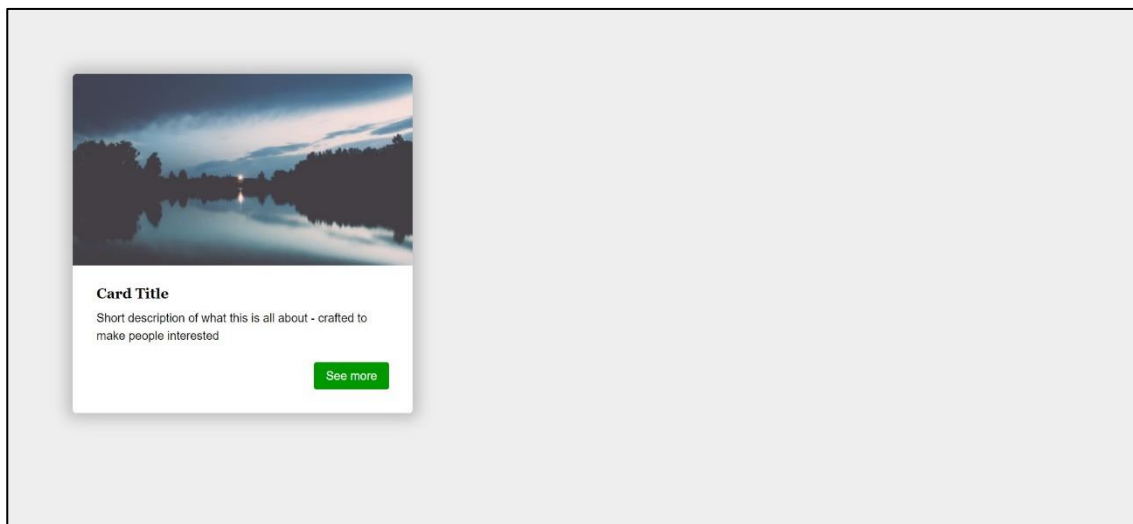 Card Title
Short description of what this is all about - crafted to
make people interested
See more